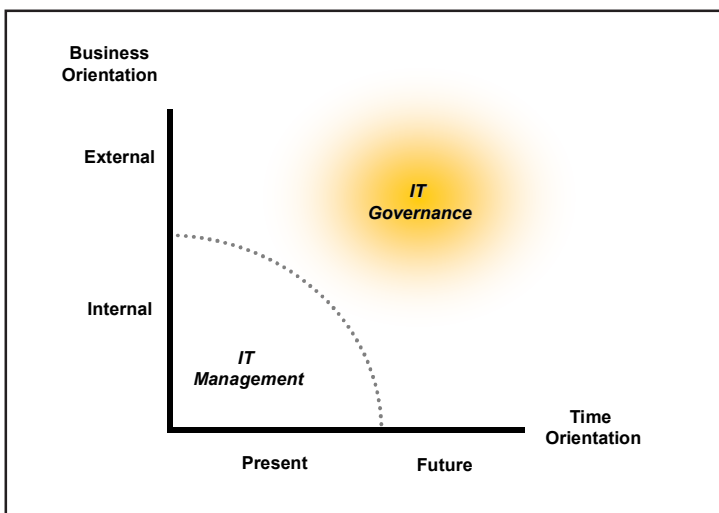 Business
Orientation
External
IT
Governance
Internal
IT
Management
Time
Orientation
Present
Future